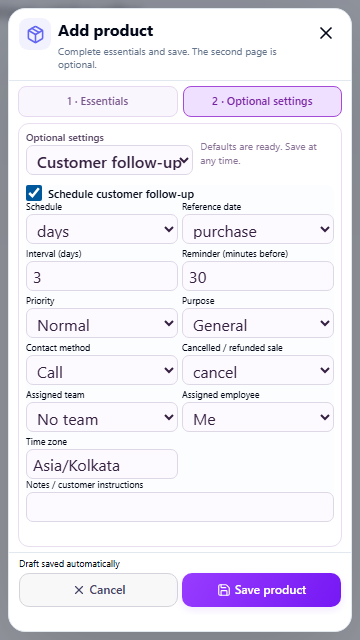 Add product
Complete essentials and save. The second page is
optional.
1 · Essentials
2 · Optional settings
Optional settings
Customer follow-up
Defaults are ready. Save at
any time.
Schedule customer follow-up
Schedule
Reference date
days
purchase
Interval (days)
Reminder (minutes before)
3
30
Priority
Purpose
Normal
General
Contact method
Cancelled / refunded sale
Call
cancel
Assigned team
Assigned employee
No team
Me
Time zone
Asia/Kolkata
Notes / customer instructions
Draft saved automatically
Cancel
Save product